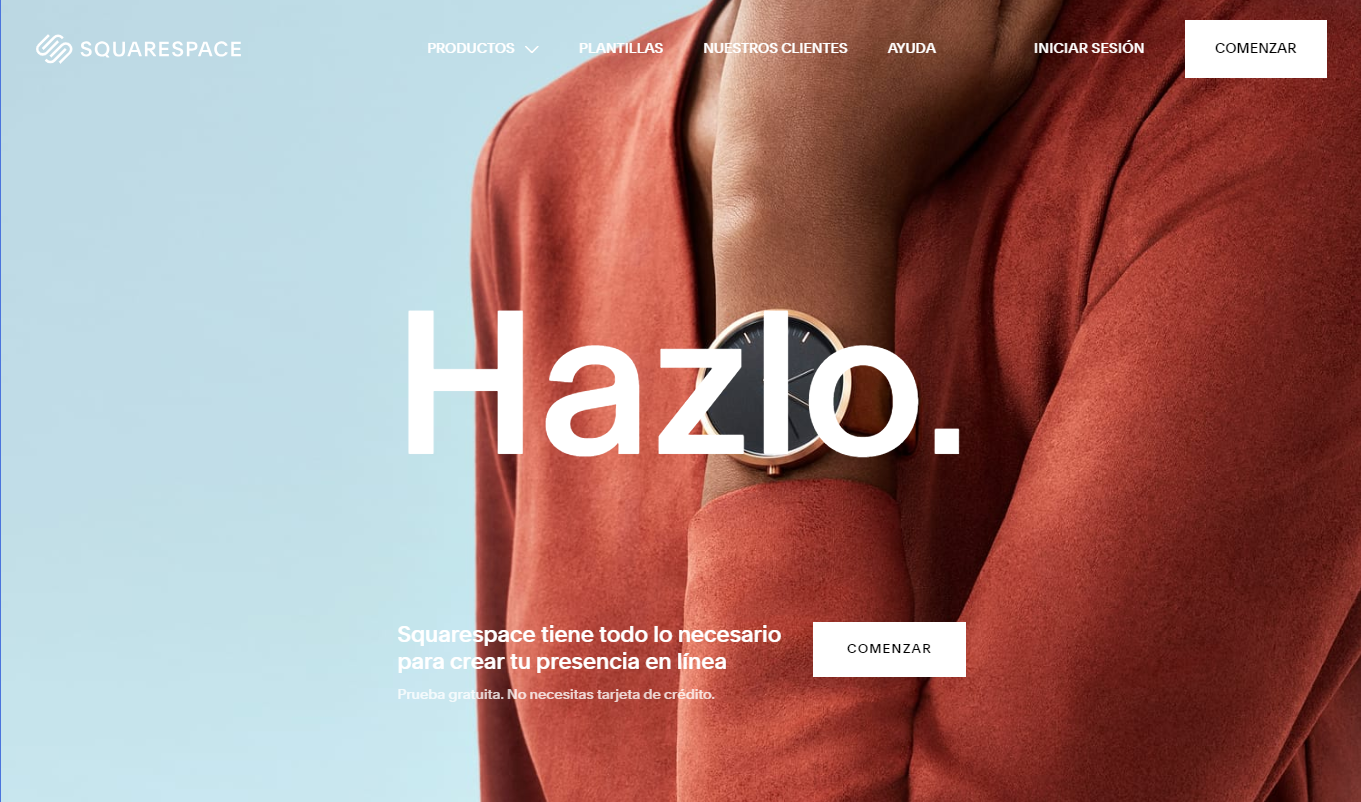 SQUARESPACE
PRODUCTOS
PLANTILLAS
NUESTROS CLIENTES
AYUDA
INICIAR SESIÓN
COMENZAR
Hazlo.
Squarespace tiene todo lo necesario
para crear tu presencia en línea
COMENZAR
Prueba gratuita. No necesitas tarjeta de crédito.